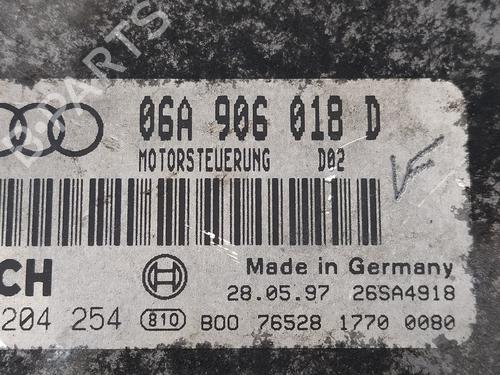 B-PARTS
06A 906 018 D
MOTORSTEUERUNG D02
CH
Made in Germany
28.05.97 26SA4918
204 254 810 B00 76528 1770 0080